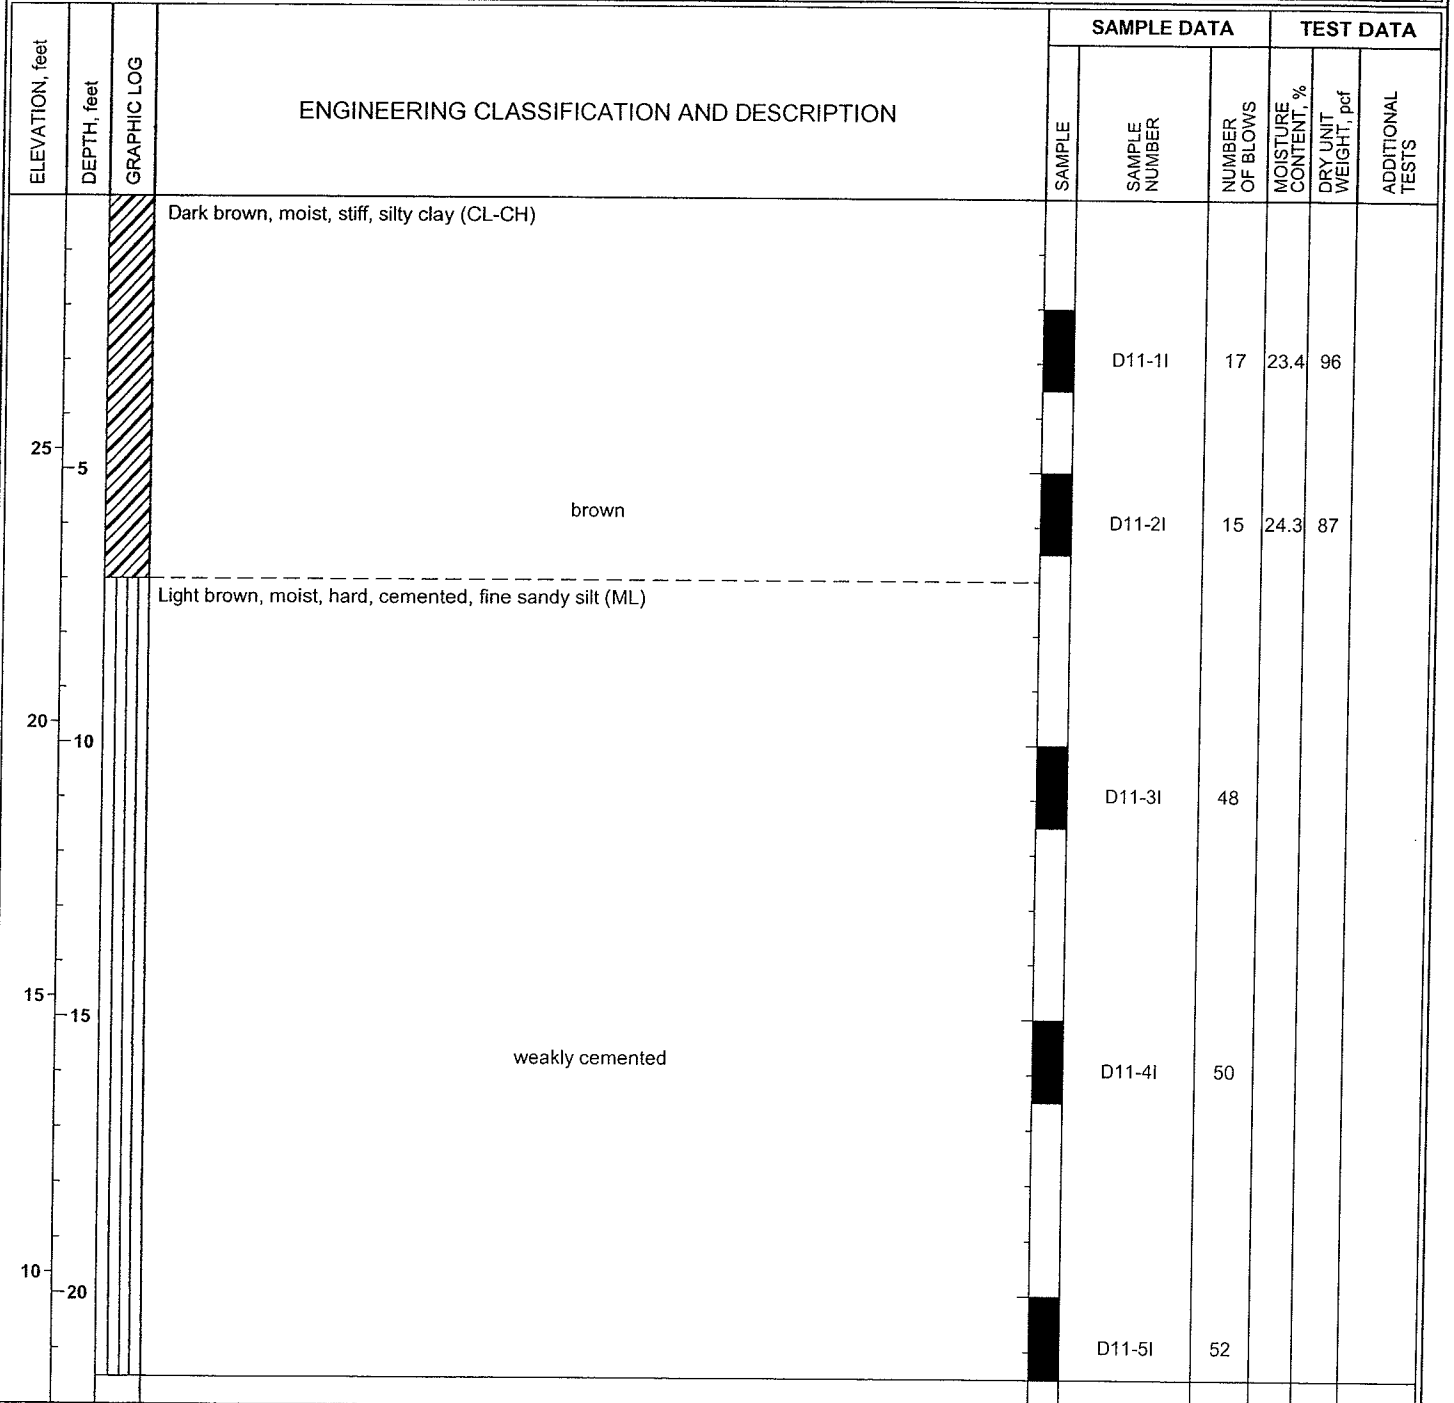 SAMPLE DATA TEST DATA
ELEVATION, feet
DEPTH, feet
GRAPHIC LOG
ENGINEERING CLASSIFICATION AND DESCRIPTION
SAMPLE
SAMPLE
NUMBER
NUMBER
OF BLOWS
MOISTURE
CONTENT, %
DRY UNIT
WEIGHT, pcf
ADDITIONAL
TESTS
Dark brown, moist, stiff, silty clay (CL-CH)
D11-1I 17 23.4 96
25
5
brown D11-2I 15 24.3 87
Light brown, moist, hard, cemented, fine sandy silt (ML)
20
10
D11-3I 48
15
15
weakly cemented D11-4I 50
10
20
D11-5I 52